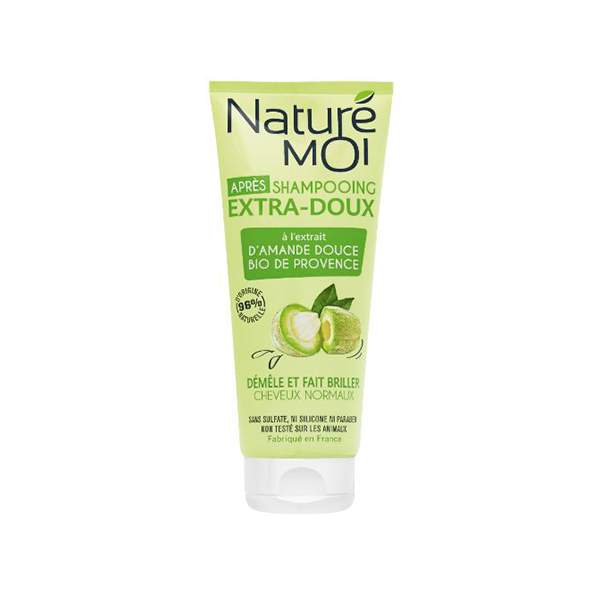 Naturé
MOI
APRÈS SHAMPOOING
EXTRA-DOUX
à l'extrait
D'AMANDE DOUCE
BIO DE PROVENCE
D'ORIGINE
96%
NATURELLE
DÉMÊLE ET FAIT BRILLER
CHEVEUX NORMAUX
SANS SULFATE, NI SILICONE NI PARABEN
NON TESTÉ SUR LES ANIMAUX
Fabriqué en France